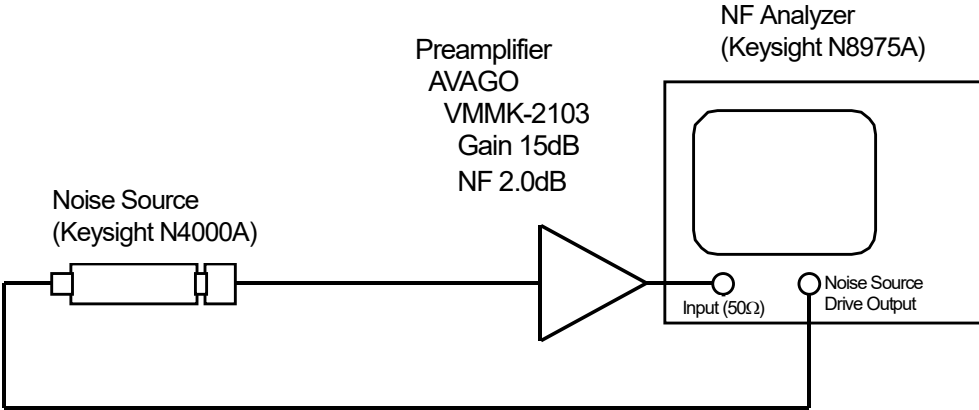 NF Analyzer
(Keysight N8975A)
Preamplifier
AVAGO
VMMK-2103
Gain 15dB
NF 2.0dB
Noise Source
(Keysight N4000A)
Input (50Ω)
Noise Source
Drive Output